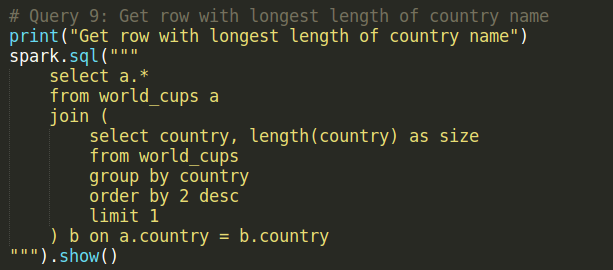 # Query 9: Get row with longest length of country name
print("Get row with longest length of country name")
spark.sql("""
    select a.*
    from world_cups a
    join (
        select country, length(country) as size
        from world_cups
        group by country
        order by 2 desc
        limit 1
    ) b on a.country = b.country
""").show()